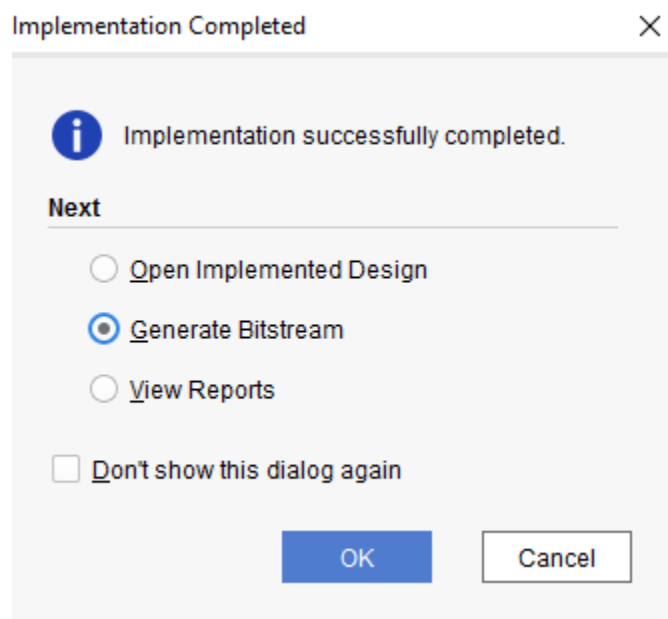 Implementation Completed
Implementation successfully completed.
Next
Open Implemented Design
Generate Bitstream
View Reports
Don't show this dialog again
OK
Cancel